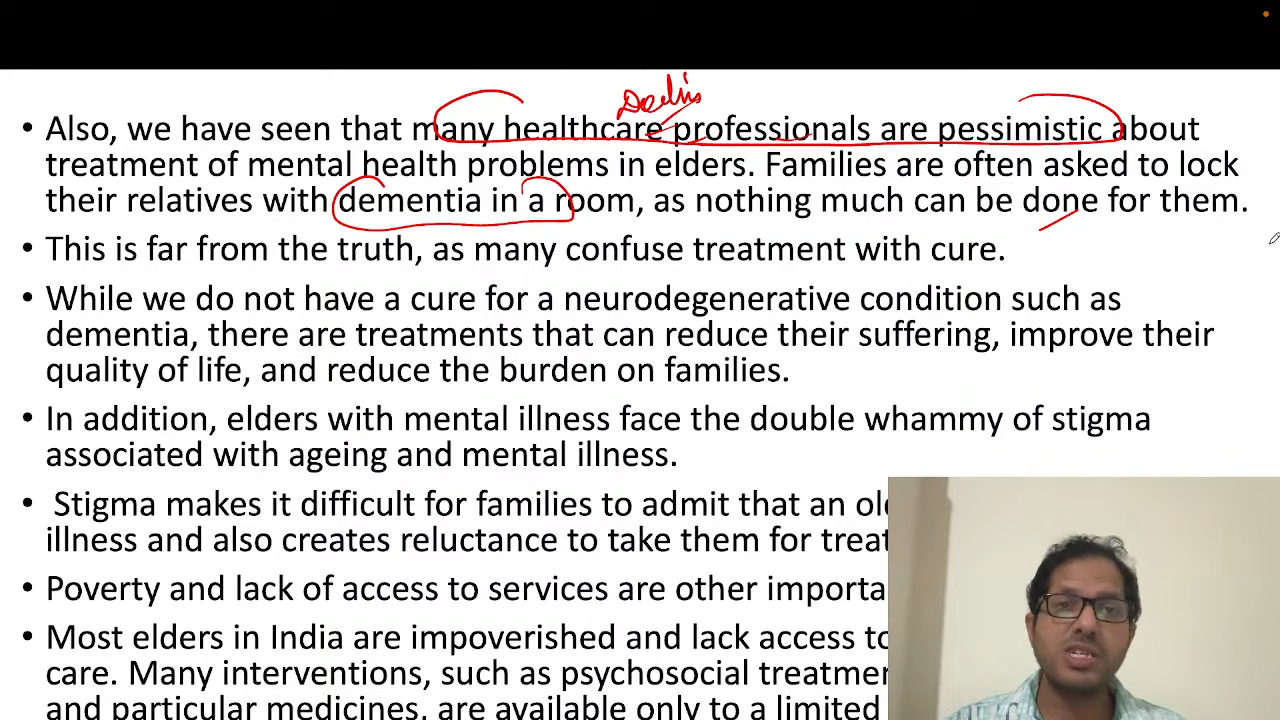 • Also, we have seen that many healthcare professionals are pessimistic about
treatment of mental health problems in elders. Families are often asked to lock
their relatives with dementia in a room, as nothing much can be done for them.
• This is far from the truth, as many confuse treatment with cure.
• While we do not have a cure for a neurodegenerative condition such as
dementia, there are treatments that can reduce their suffering, improve their
quality of life, and reduce the burden on families.
• In addition, elders with mental illness face the double whammy of stigma
associated with ageing and mental illness.
• Stigma makes it difficult for families to admit that an
illness and also creates reluctance to take them for
• Poverty and lack of access to services are other
• Most elders in India are impoverished and lack access
care. Many interventions, such as psychosocial
and particular medicines, are available only to a limited